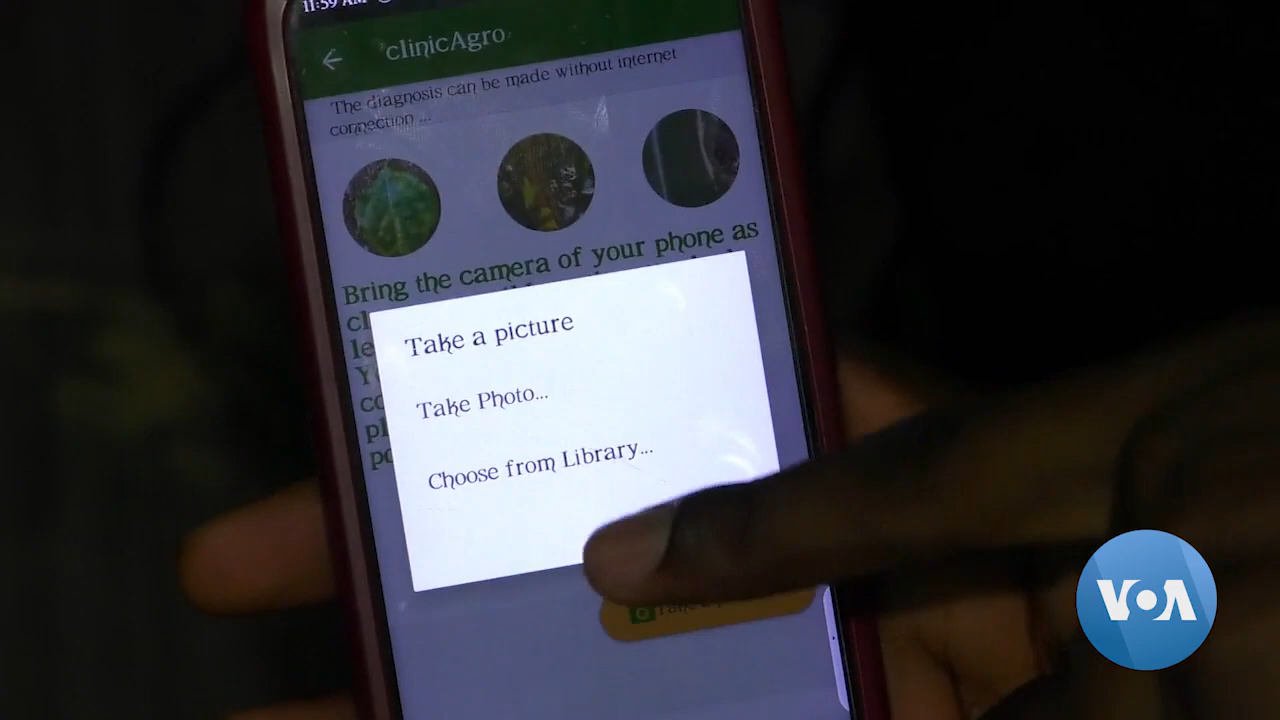 11:59 AM
clinicAgro
The diagnosis can be made without internet
connection ...
Bring the camera of your phone as
Take a picture
Take Photo...
Choose from Library...
VOA